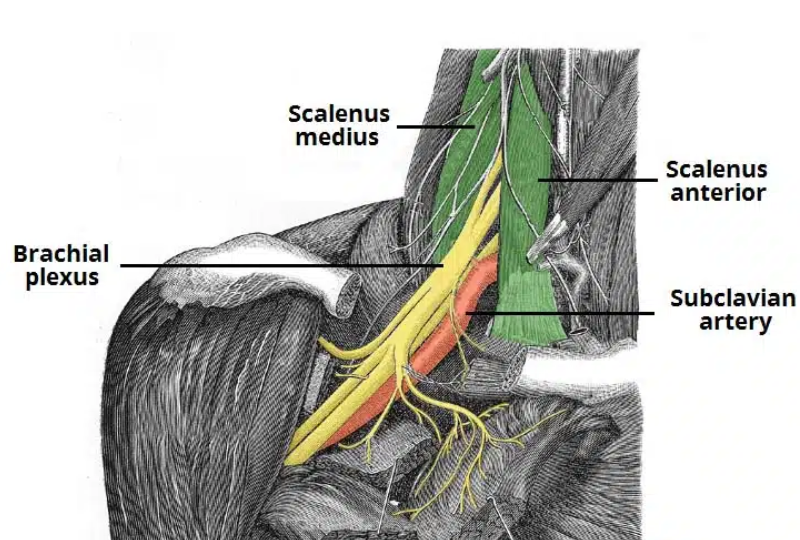 Scalenus
medius
Scalenus
anterior
Brachial
plexus
Subclavian
artery